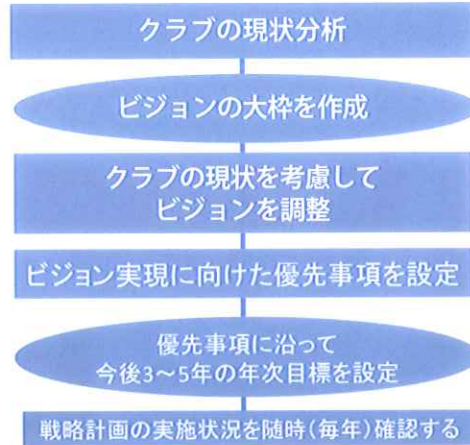 クラブの現状分析
ビジョンの大枠を作成
クラブの現状を考慮して
ビジョンを調整
ビジョン実現に向けた優先事項を設定
優先事項に沿って
今後3～5年の年次目標を設定
戦略計画の実施状況を随時(毎年)確認する